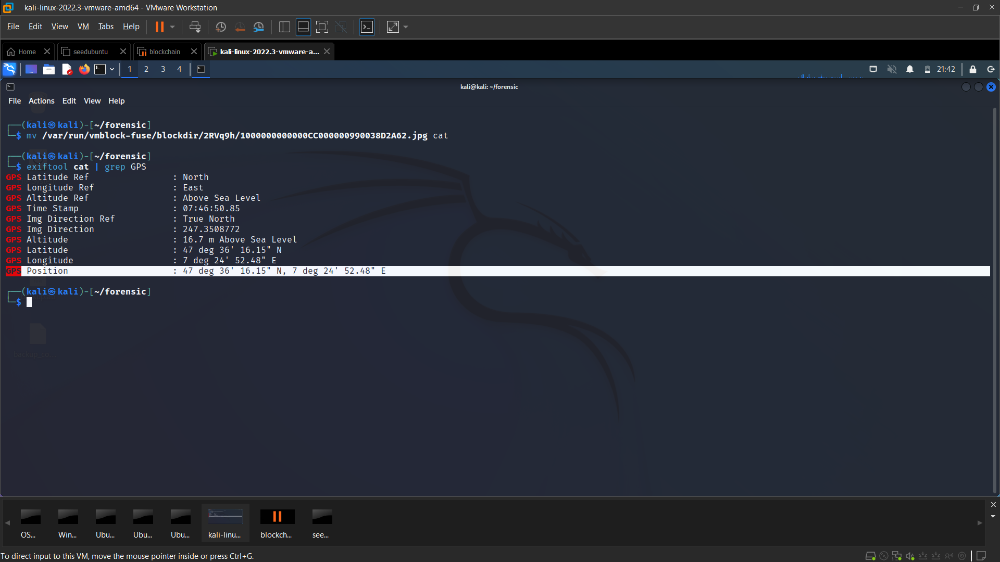 kali-linux-2022.3-vmware-amd64 - VMware Workstation
File Edit View VM Tabs Help
Home seedubuntu blockchain kali-linux-2022.3-vmware-a...
1 2 3 4 21:42
kali@kali: ~/forensic
File Actions Edit View Help
┌──(kali㉿kali)-[~/forensic]
└─$ mv /var/run/vmblock-fuse/blockdir/2RVq9h/1000000000000CC000000990038D2A62.jpg cat
┌──(kali㉿kali)-[~/forensic]
└─$ exiftool cat | grep GPS
GPS Latitude Ref : North
GPS Longitude Ref : East
GPS Altitude Ref : Above Sea Level
GPS Time Stamp : 07:46:50.85
GPS Img Direction Ref : True North
GPS Img Direction : 247.3508772
GPS Altitude : 16.7 m Above Sea Level
GPS Latitude : 47 deg 36' 16.15" N
GPS Longitude : 7 deg 24' 52.48" E
GPS Position : 47 deg 36' 16.15" N, 7 deg 24' 52.48" E
┌──(kali㉿kali)-[~/forensic]
└─$
backup_co...
OS... Win... Ubu... Ubu... Ubu... kali-linu... blockch... see...
To direct input to this VM, move the mouse pointer inside or press Ctrl+G.